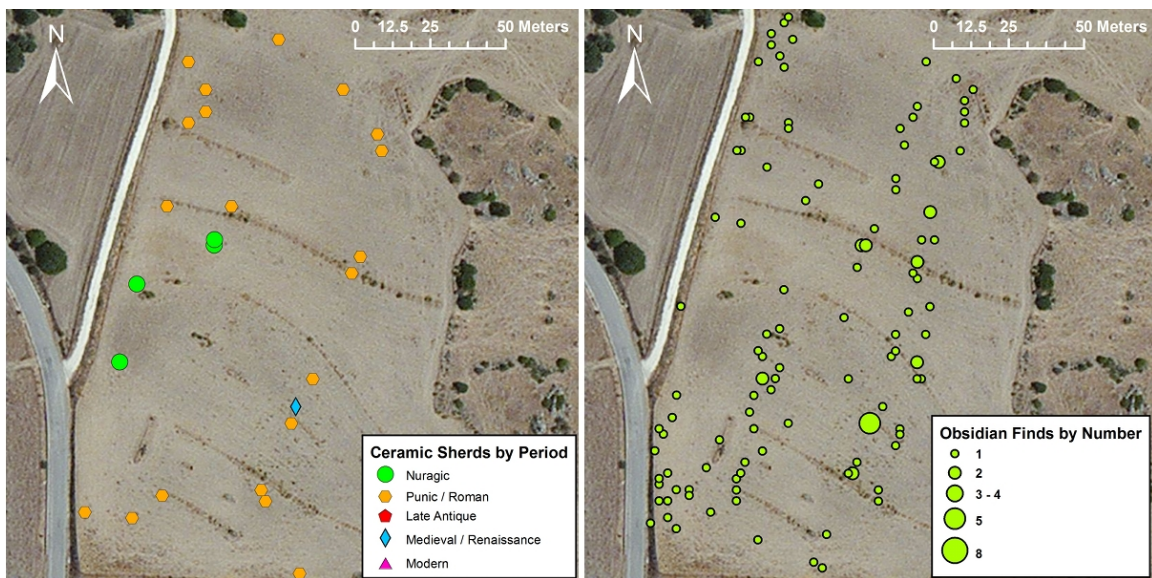 N
0 12.5 25 50 Meters
Ceramic Sherds by Period
Nuragic
Punic / Roman
Late Antique
Medieval / Renaissance
Modern
N
0 12.5 25 50 Meters
Obsidian Finds by Number
1
2
3 - 4
5
8